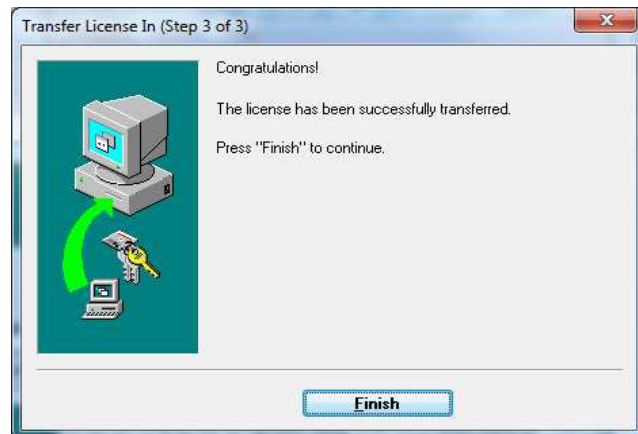 Transfer License In (Step 3 of 3)
Congratulations!
The license has been successfully transferred.
Press "Finish" to continue.
Finish